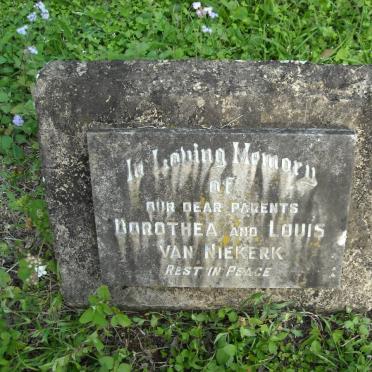 In Loving Memory
of
OUR DEAR PARENTS
DOROTHEA AND LOUIS
VAN NIEKERK
REST IN PEACE